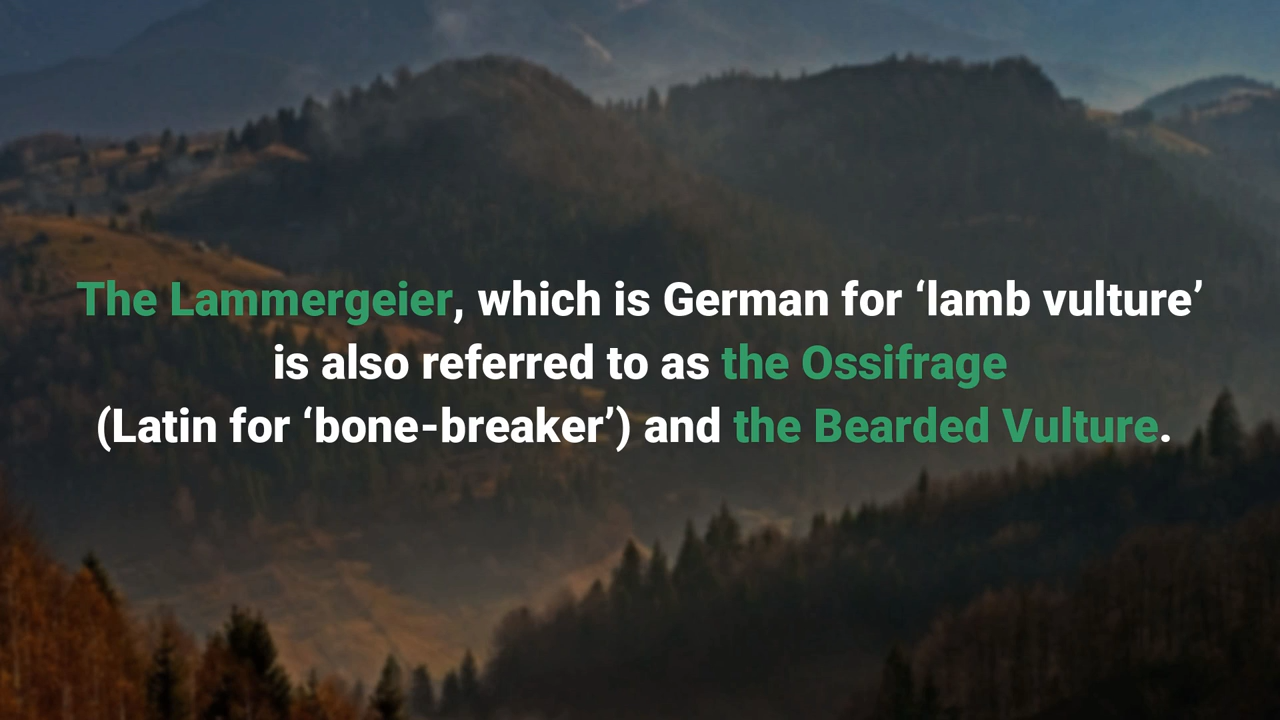 The Lammergeier, which is German for ‘lamb vulture’
is also referred to as the Ossifrage
(Latin for ‘bone-breaker’) and the Bearded Vulture.